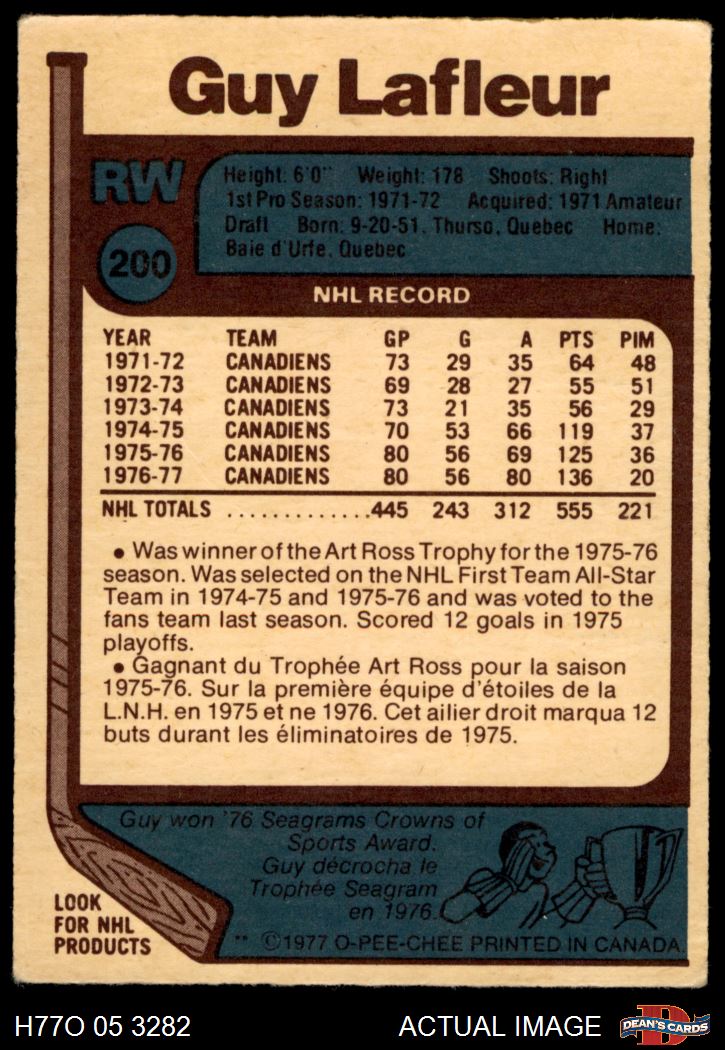 Guy Lafleur
RW
200
Height: 6'0" Weight: 178 Shoots: Right
1st Pro Season: 1971-72 Acquired: 1971 Amateur
Draft Born: 9-20-51, Thurso, Quebec Home:
Baie d'Urfe, Quebec
NHL RECORD
YEAR TEAM GP G A PTS PIM
1971-72 CANADIENS 73 29 35 64 48
1972-73 CANADIENS 69 28 27 55 51
1973-74 CANADIENS 73 21 35 56 29
1974-75 CANADIENS 70 53 66 119 37
1975-76 CANADIENS 80 56 69 125 36
1976-77 CANADIENS 80 56 80 136 20
NHL TOTALS .............445 243 312 555 221
• Was winner of the Art Ross Trophy for the 1975-76
season. Was selected on the NHL First Team All-Star
Team in 1974-75 and 1975-76 and was voted to the
fans team last season. Scored 12 goals in 1975
playoffs.
• Gagnant du Trophée Art Ross pour la saison
1975-76. Sur la première équipe d'étoiles de la
L.N.H. en 1975 et ne 1976. Cet ailier droit marqua 12
buts durant les éliminatoires de 1975.
Guy won '76 Seagrams Crowns of
Sports Award.
Guy décrocha le
Trophée Seagram
en 1976.
LOOK
FOR NHL
PRODUCTS
** ©1977 O-PEE-CHEE PRINTED IN CANADA.
H77O 05 3282 ACTUAL IMAGE
D
DEAN'S CARDS